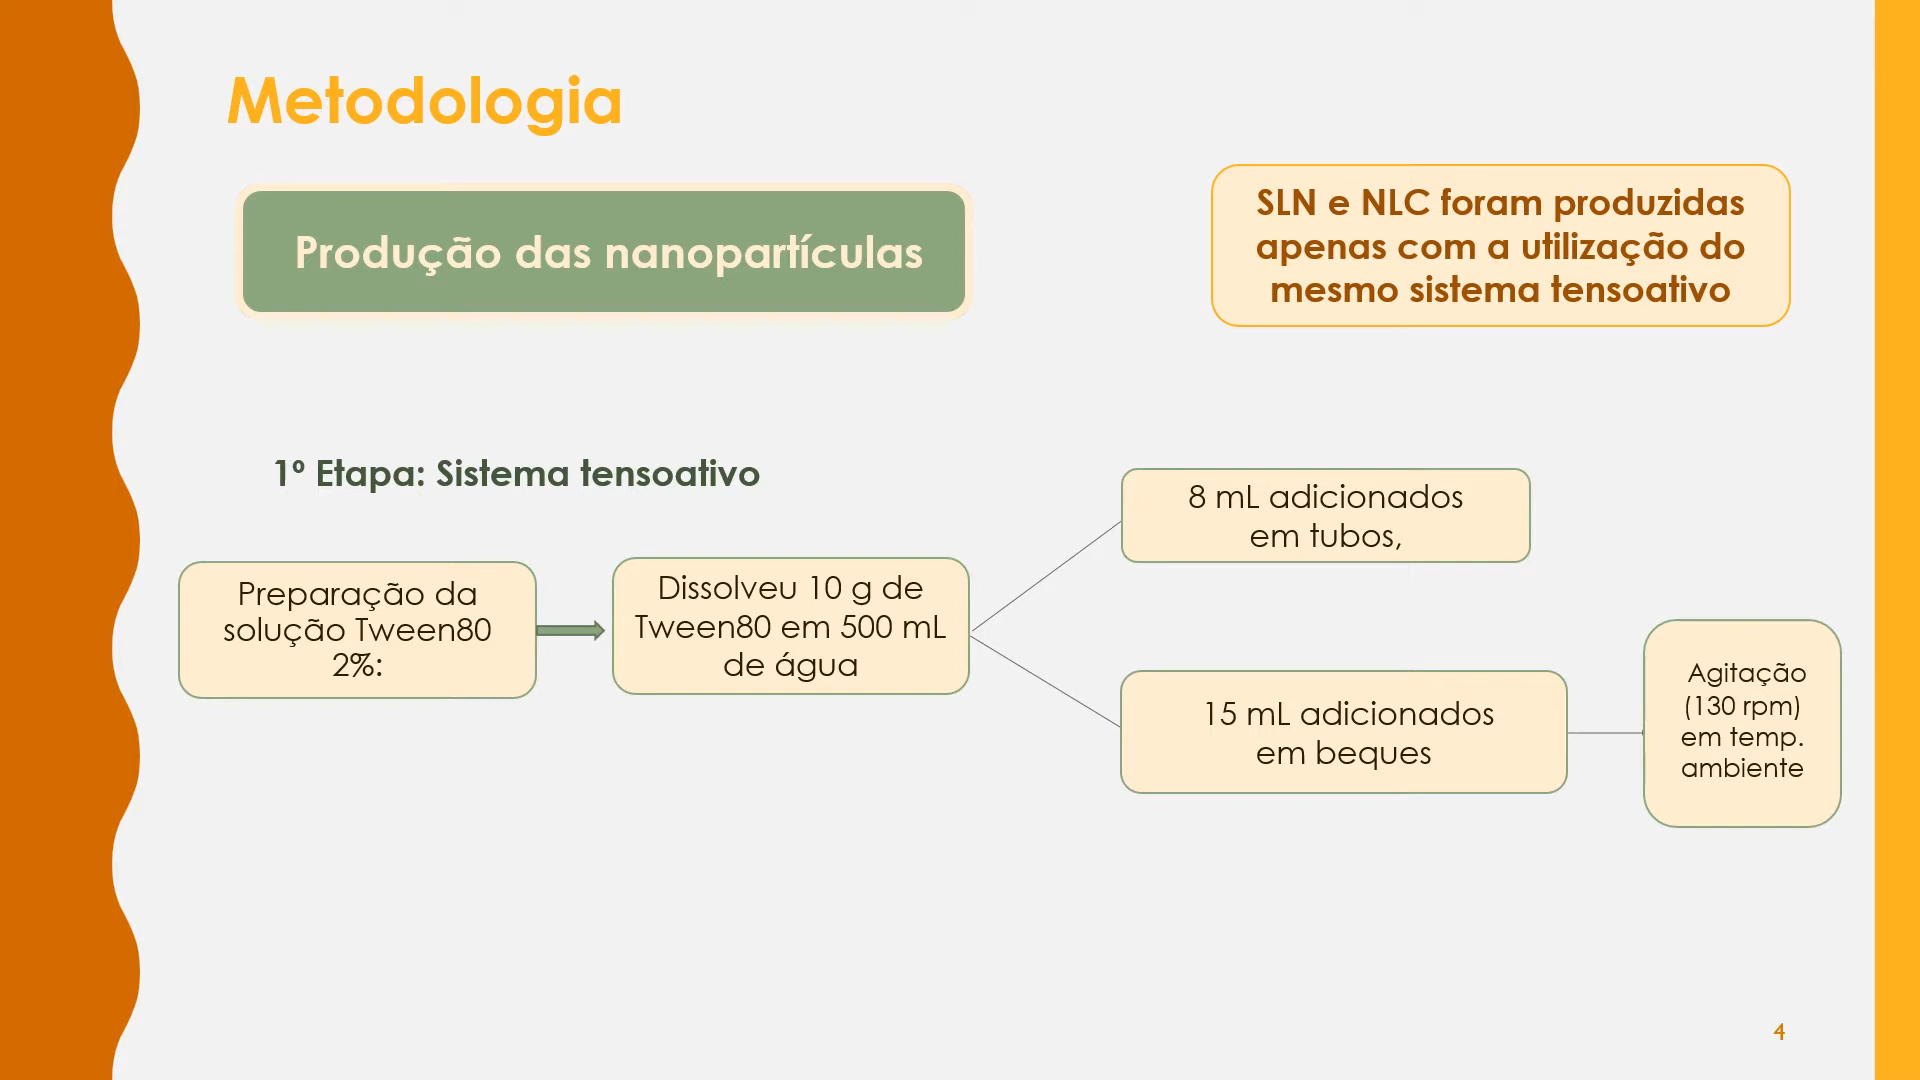 Metodologia
Produção das nanopartículas
SLN e NLC foram produzidas
apenas com a utilização do
mesmo sistema tensoativo
1º Etapa: Sistema tensoativo
Preparação da
solução Tween80
2%:
Dissolveu 10 g de
Tween80 em 500 mL
de água
8 mL adicionados
em tubos,
15 mL adicionados
em beques
Agitação
(130 rpm)
em temp.
ambiente
4